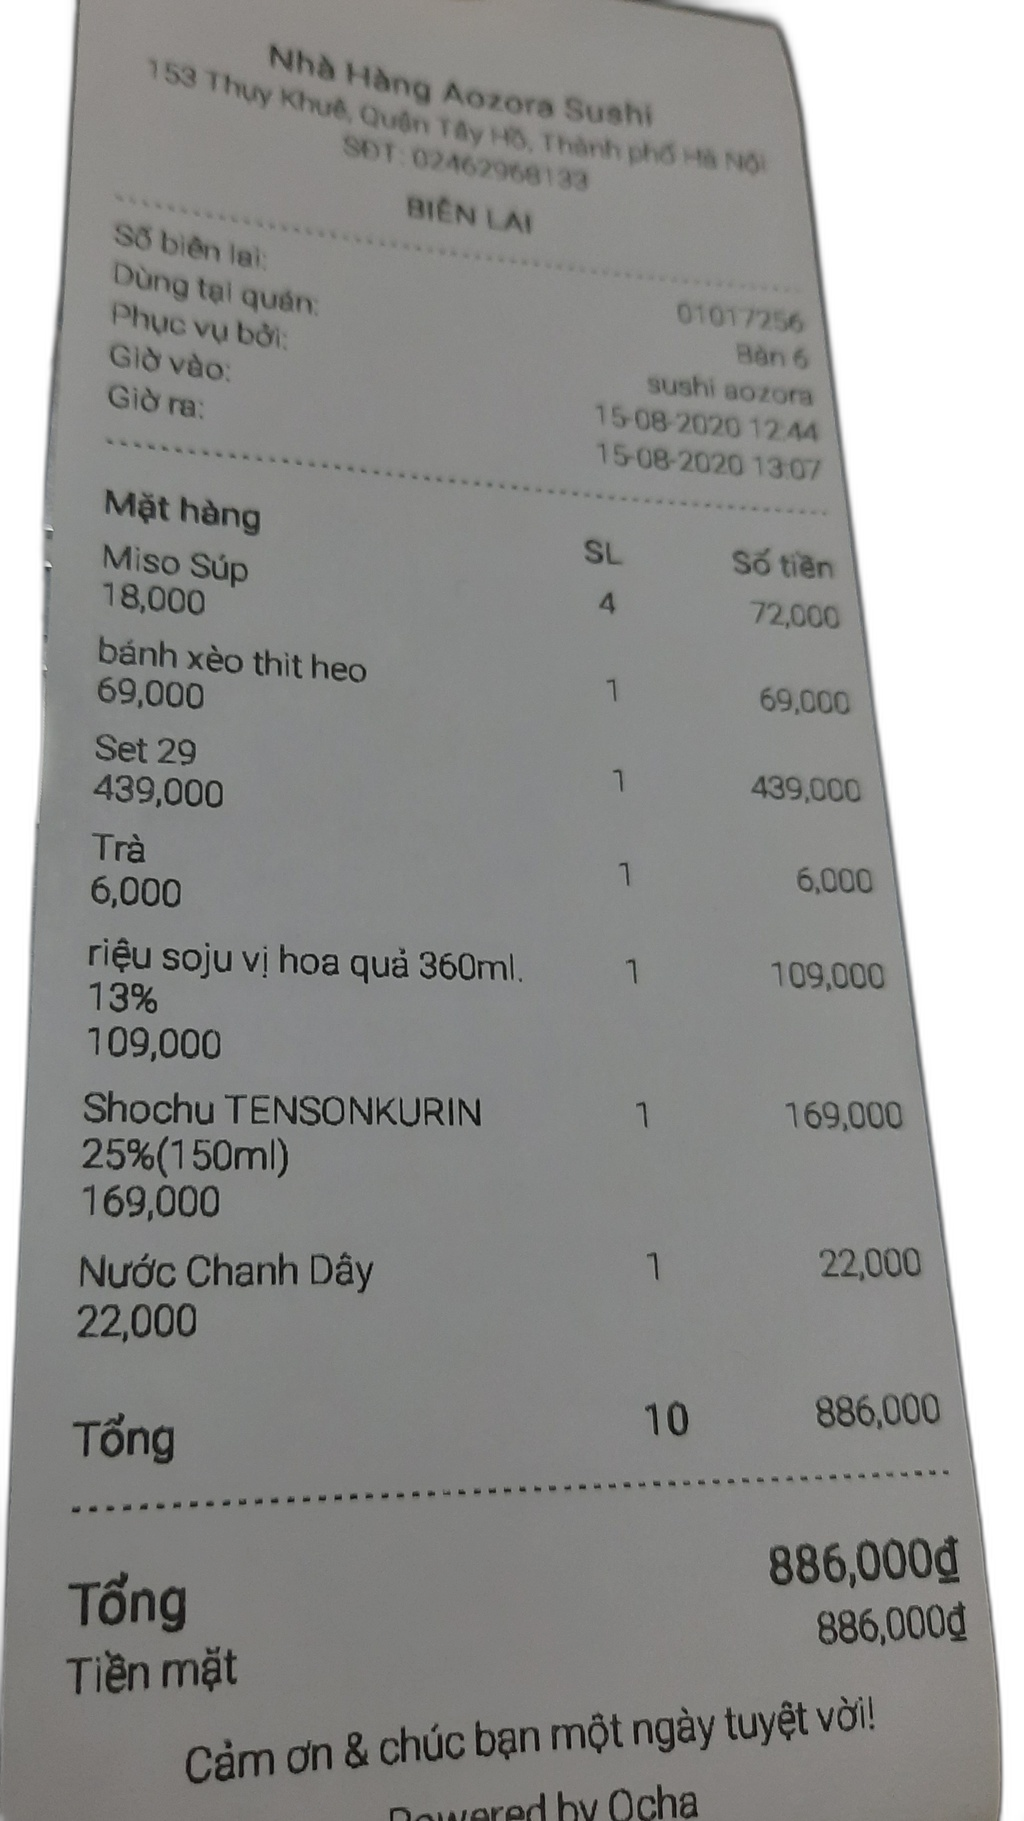 Nhà Hàng Aozora Sushi
153 Thụy Khuê, Quận Tây Hồ, Thành phố Hà Nội
SĐT: 02462968133
BIÊN LAI
Số biên lai: 01017256
Dùng tại quán: Bàn 6
Phục vụ bởi: sushi aozora
Giờ vào: 15-08-2020 12:44
Giờ ra: 15-08-2020 13:07
Mặt hàng SL Số tiền
Miso Súp 4 72,000
18,000
bánh xèo thit heo 1 69,000
69,000
Set 29 1 439,000
439,000
Trà 1 6,000
6,000
riệu soju vị hoa quả 360ml. 1 109,000
13%
109,000
Shochu TENSONKURIN 1 169,000
25%(150ml)
169,000
Nước Chanh Dây 1 22,000
22,000
Tổng 10 886,000
Tổng 886,000₫
Tiền mặt 886,000₫
Cảm ơn & chúc bạn một ngày tuyệt vời!
Powered by Ocha